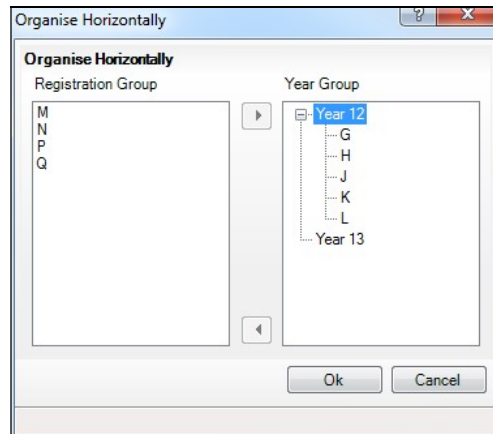 Organise Horizontally
?
X
Organise Horizontally
Registration Group
M
N
P
Q
Year Group
Year 12
G
H
J
K
L
Year 13
Ok
Cancel